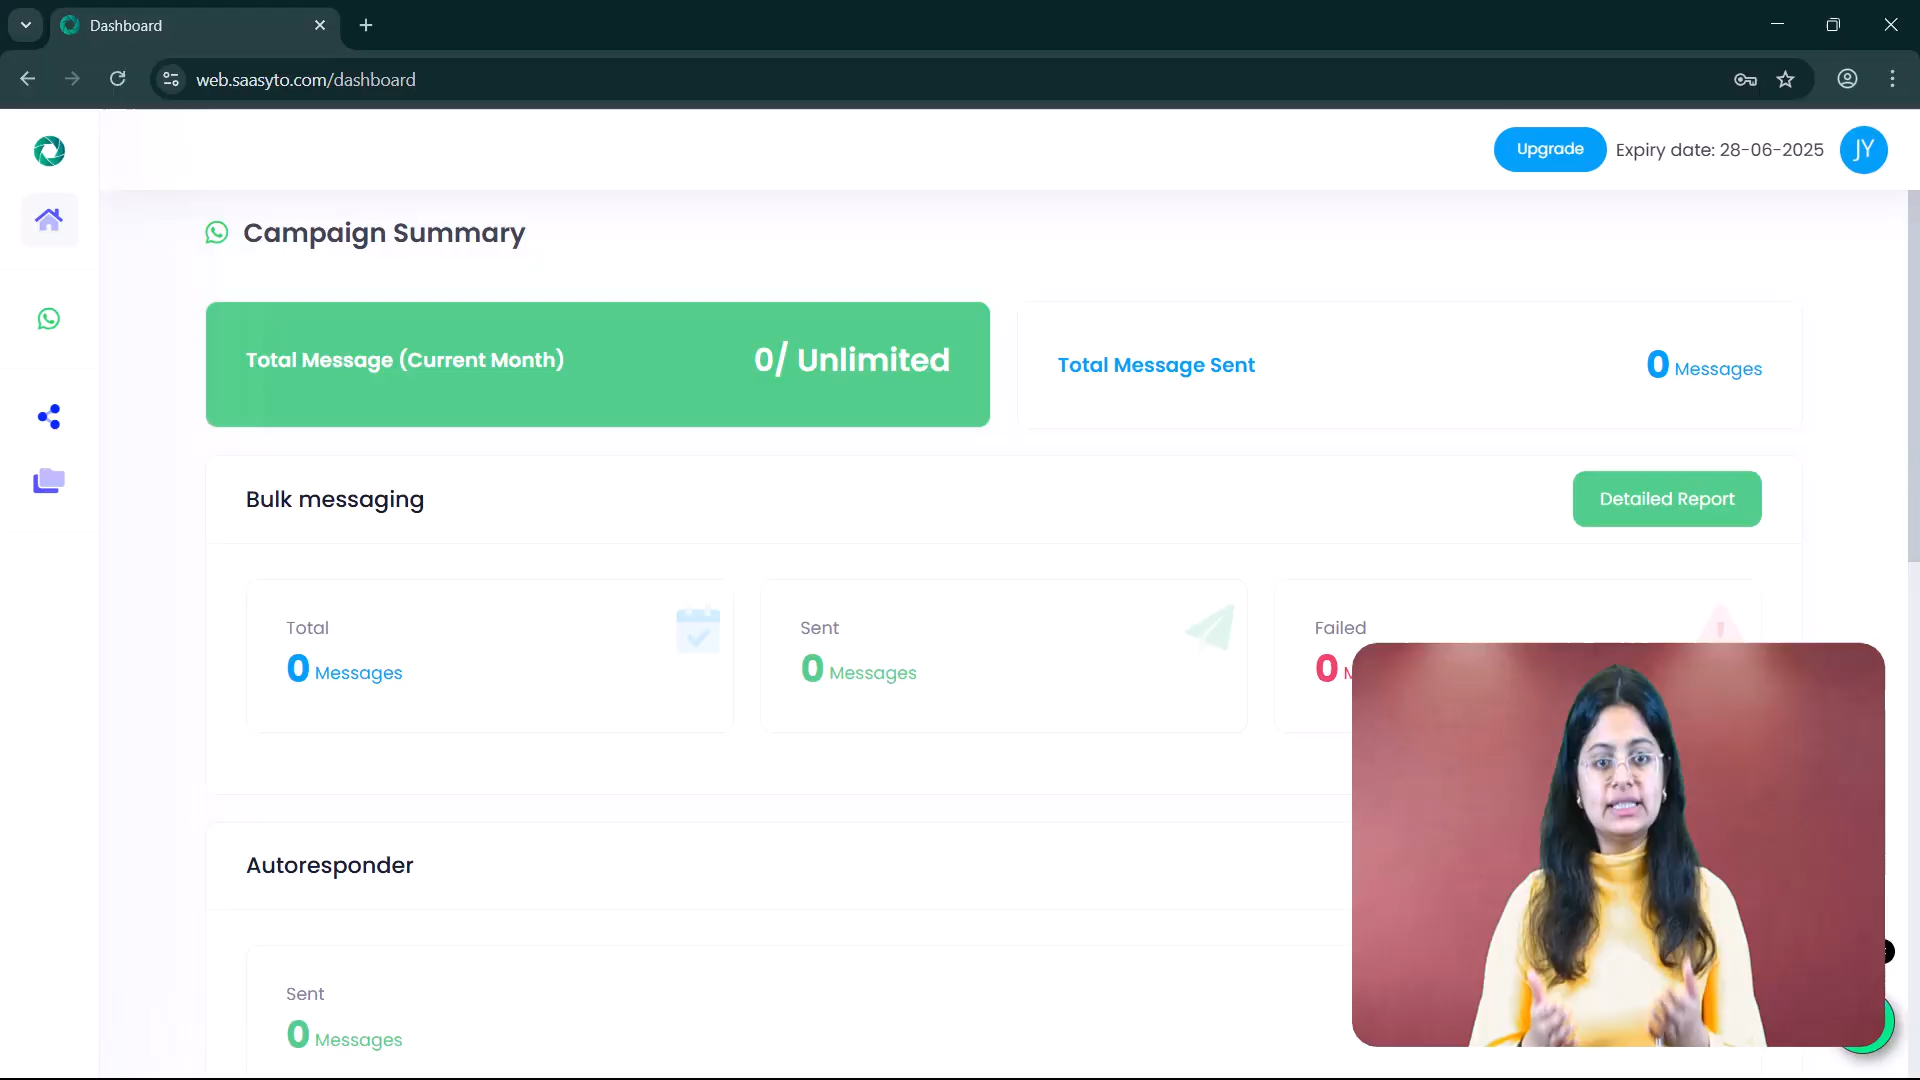 Dashboard
web.saasyto.com/dashboard
Upgrade
Expiry date: 28-06-2025
JY
Campaign Summary
Total Message (Current Month)
0/ Unlimited
Total Message Sent
0 Messages
Bulk messaging
Detailed Report
Total
0 Messages
Sent
0 Messages
Failed
0
Autoresponder
Sent
0 Messages